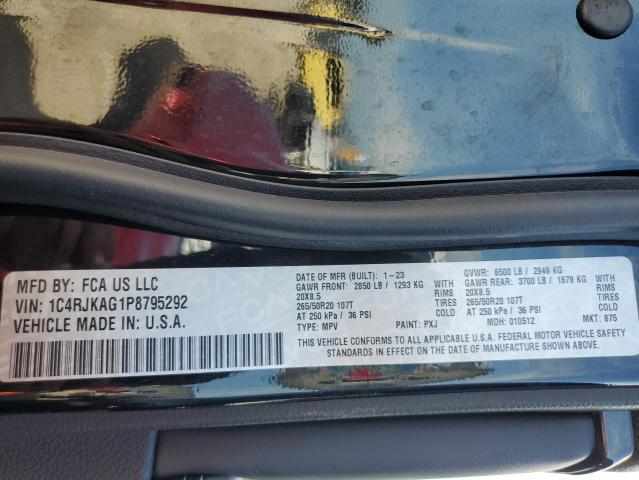 MFD BY: FCA US LLC
VIN: 1C4RJKAG1P8795292
VEHICLE MADE IN: U.S.A.
DATE OF MFR (BUILT): 1-23
GAWR FRONT: 2850 LB / 1293 KG WITH
20X8.5 RIMS
265/50R20 107T TIRES
AT 250 kPa / 36 PSI COLD
TYPE: MPV PAINT: PXJ
GVWR: 6500 LB / 2949 KG
GAWR REAR: 3700 LB / 1679 KG WITH
20X8.5 RIMS
265/50R20 107T TIRES
AT 250 kPa / 36 PSI COLD
MDH: 010512 MKT: 875
THIS VEHICLE CONFORMS TO ALL APPLICABLE U.S.A. FEDERAL MOTOR VEHICLE SAFETY
STANDARDS IN EFFECT ON THE DATE OF MANUFACTURE SHOWN ABOVE.